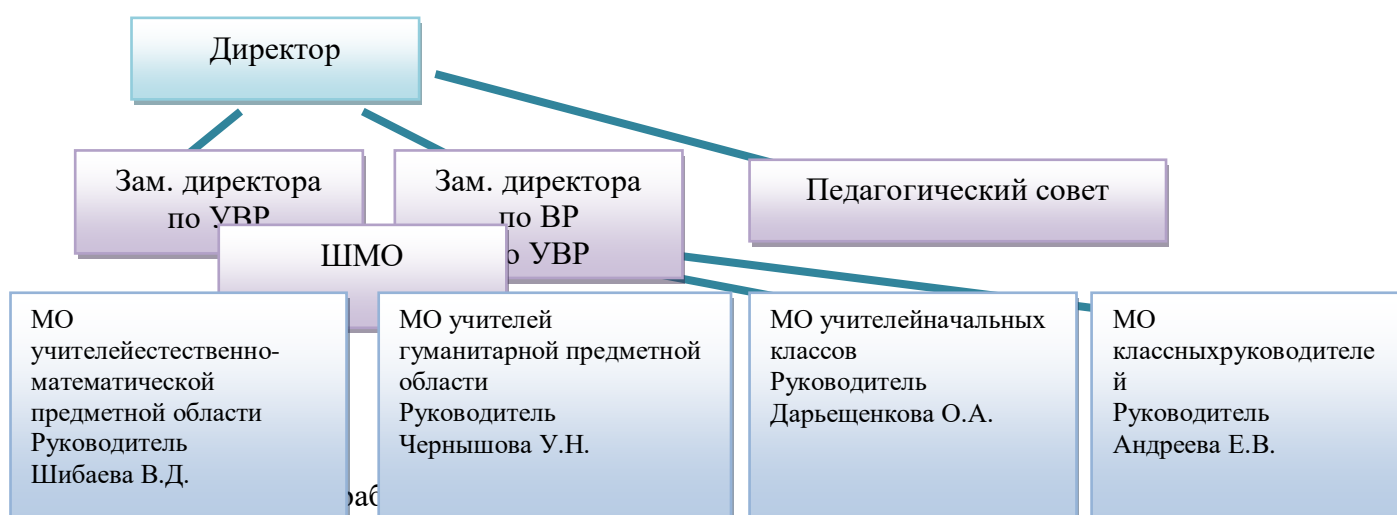 Директор
Зам. директора
по УВР
Зам. директора
по ВР
о УВР
Педагогический совет
ШМО
МО
учителейестественно-
математической
предметной области
Руководитель
Шибаева В.Д.
МО учителей
гуманитарной предметной
области
Руководитель
Чернышова У.Н.
МО учителейначальных
классов
Руководитель
Дарьещенкова О.А.
МО
классныхруководителе
й
Руководитель
Андреева Е.В.